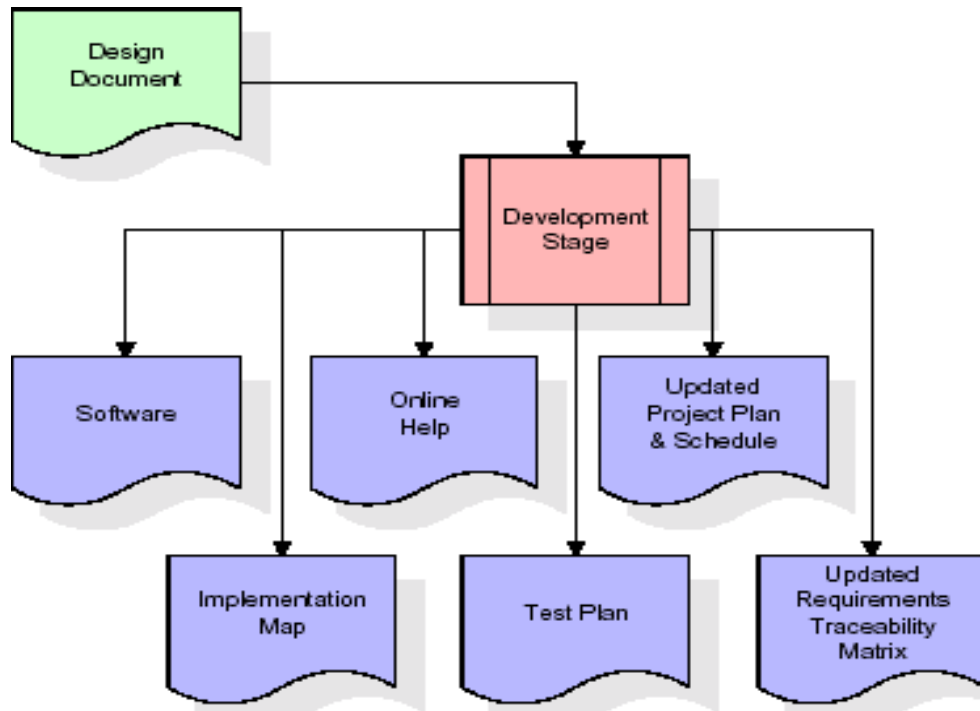 Design
Document
Development
Stage
Software
Online
Help
Updated
Project Plan
& Schedule
Implementation
Map
Test Plan
Updated
Requirements
Traceability
Matrix